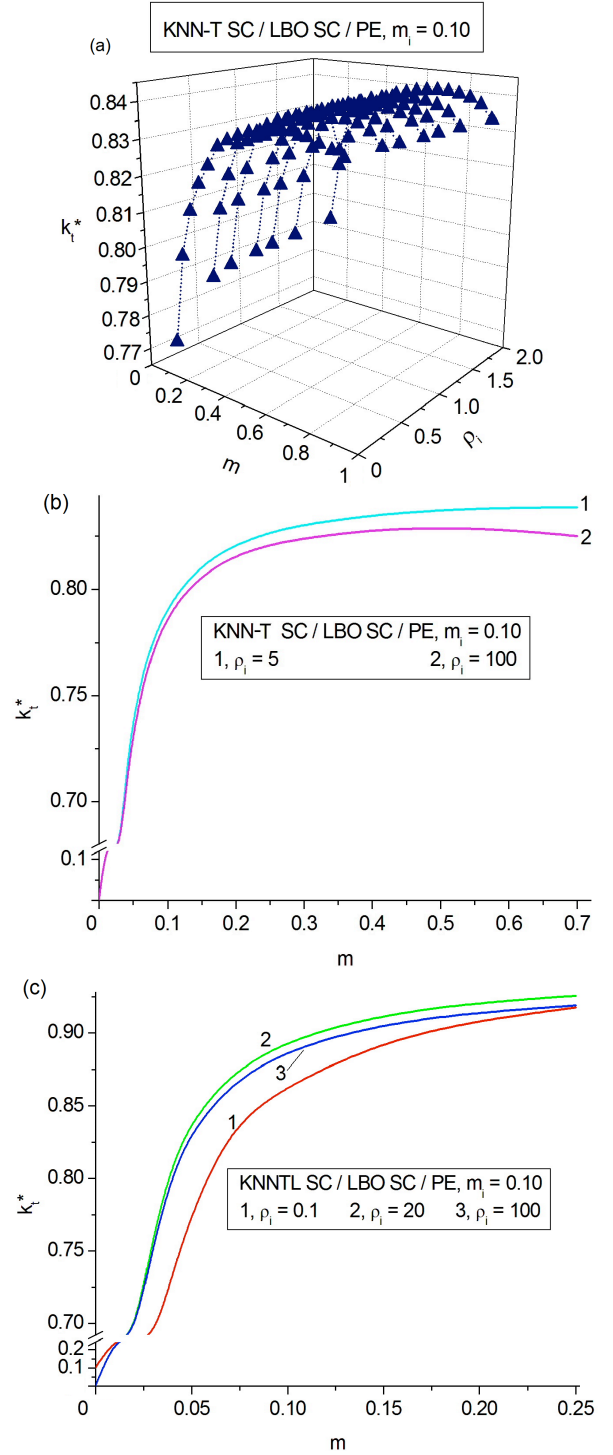 KNN-T SC / LBO SC / PE, mᵢ = 0.10
(a)
0.84
0.83
0.82
0.81
kₜ*
0.80
0.79
0.78
0.77
0
0.2
0.4
0.6
0.8
1
m
0
0.5
1.0
1.5
2.0
ρᵢ
(b)
1
2
0.80
KNN-T SC / LBO SC / PE, mᵢ = 0.10
1, ρᵢ = 5 2, ρᵢ = 100
0.75
kₜ*
0.70
0.1
0 0.1 0.2 0.3 0.4 0.5 0.6 0.7
m
(c)
0.90
2
3
0.85
1
0.80
KNNTL SC / LBO SC / PE, mᵢ = 0.10
1, ρᵢ = 0.1 2, ρᵢ = 20 3, ρᵢ = 100
kₜ*
0.75
0.70
0.2
0.1
0 0.05 0.10 0.15 0.20 0.25
m